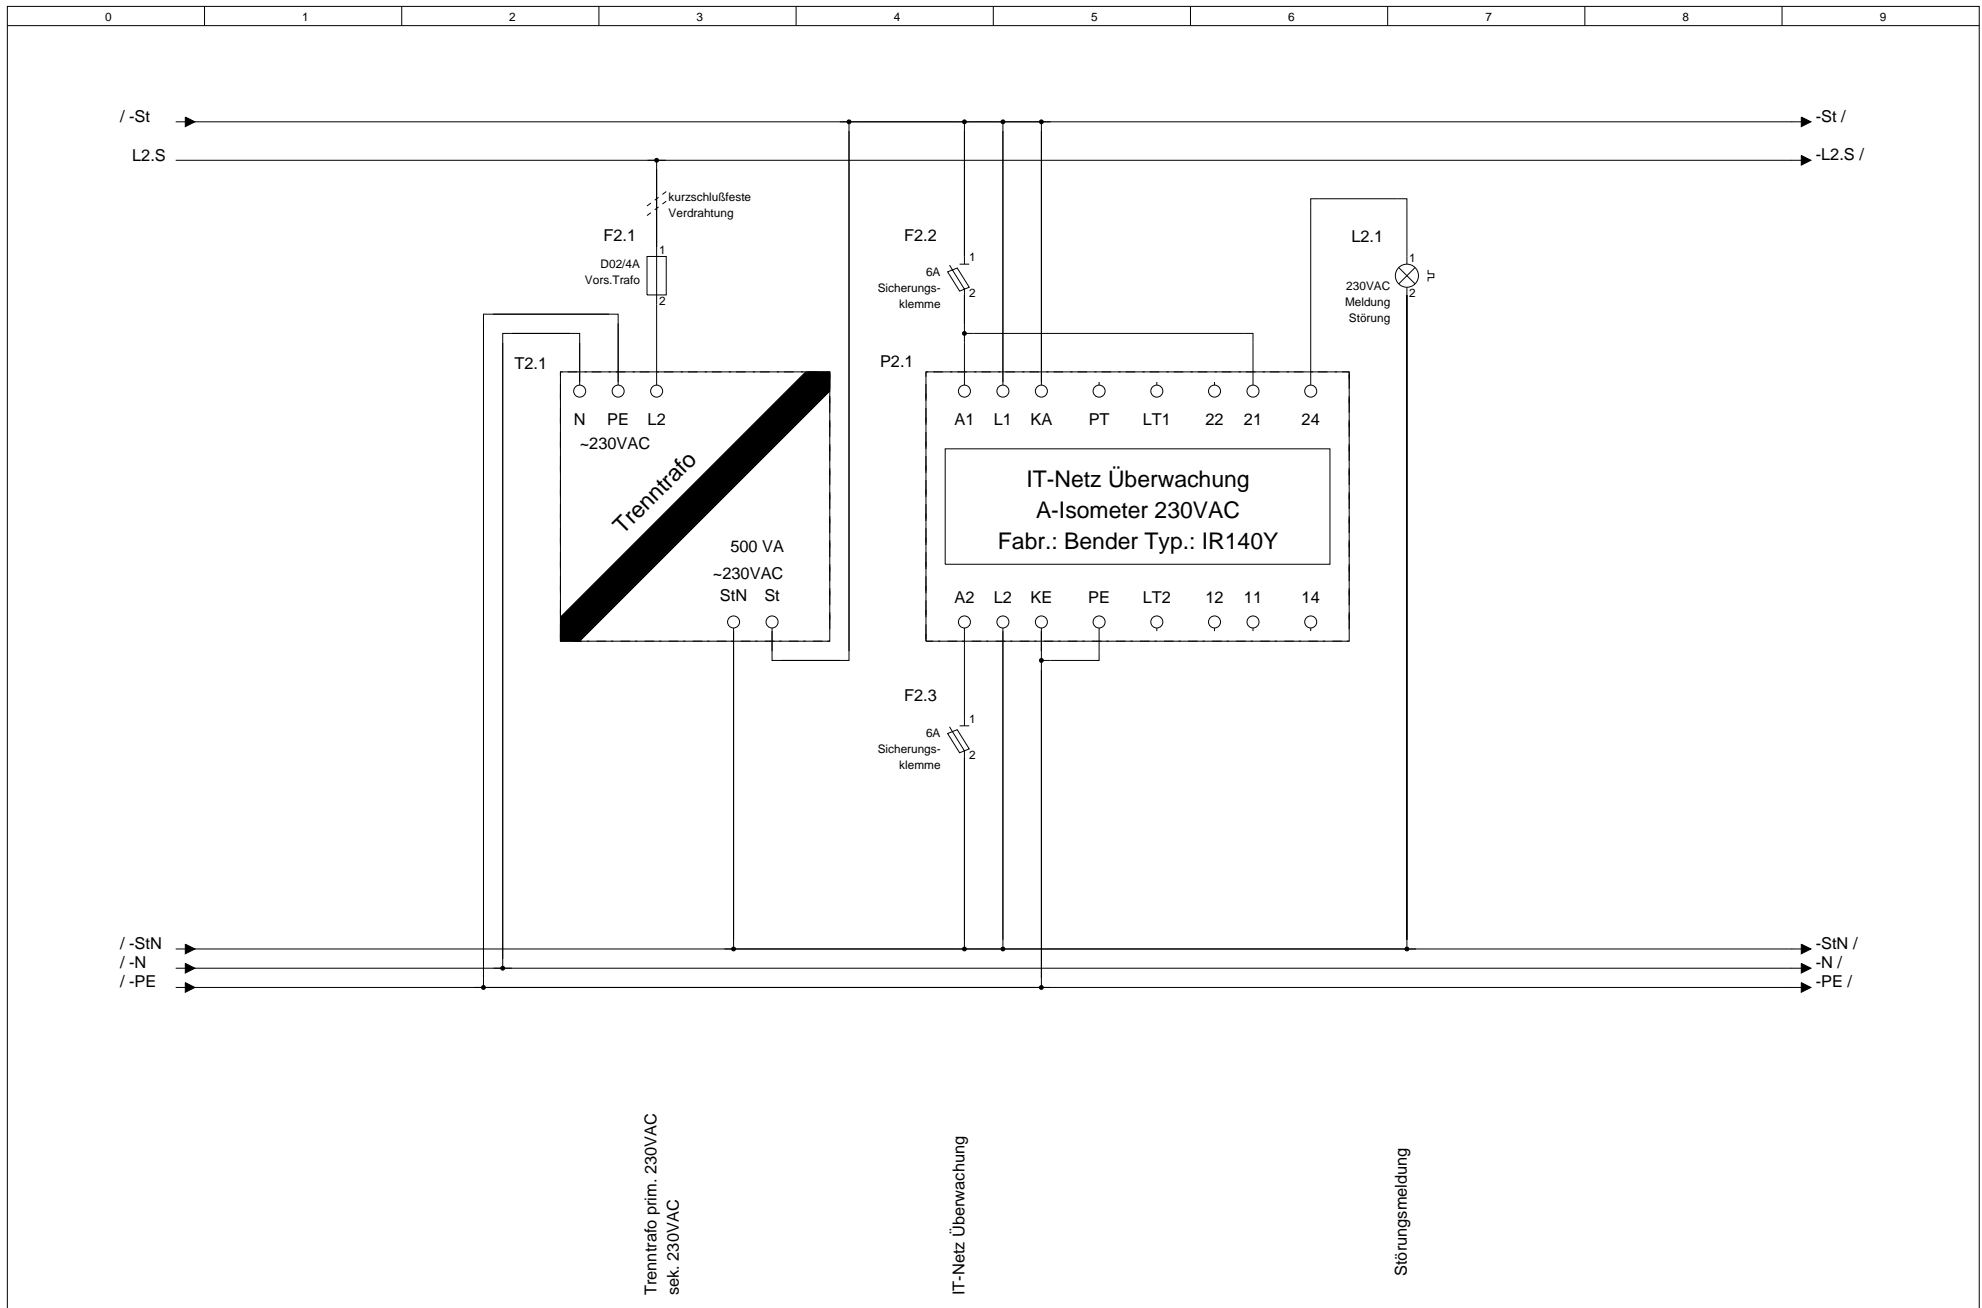 0 1 2 3 4 5 6 7 8 9
/ -St
-St /
L2.S
-L2.S /
kurzschlußfeste
Verdrahtung
F2.1
1
D02/4A
Vors.Trafo
2
F2.2
1
6A
Sicherungs-
klemme
2
L2.1
1
230VAC
Meldung
Störung
2
T2.1
N PE L2
~230VAC
Trenntrafo
500 VA
~230VAC
StN St
P2.1
A1 L1 KA PT LT1 22 21 24
IT-Netz Überwachung
A-Isometer 230VAC
Fabr.: Bender Typ.: IR140Y
A2 L2 KE PE LT2 12 11 14
F2.3
1
6A
Sicherungs-
klemme
2
/ -StN
/ -N
/ -PE
-StN /
-N /
-PE /
Trenntrafo prim. 230VAC
sek. 230VAC
IT-Netz Überwachung
Störungsmeldung